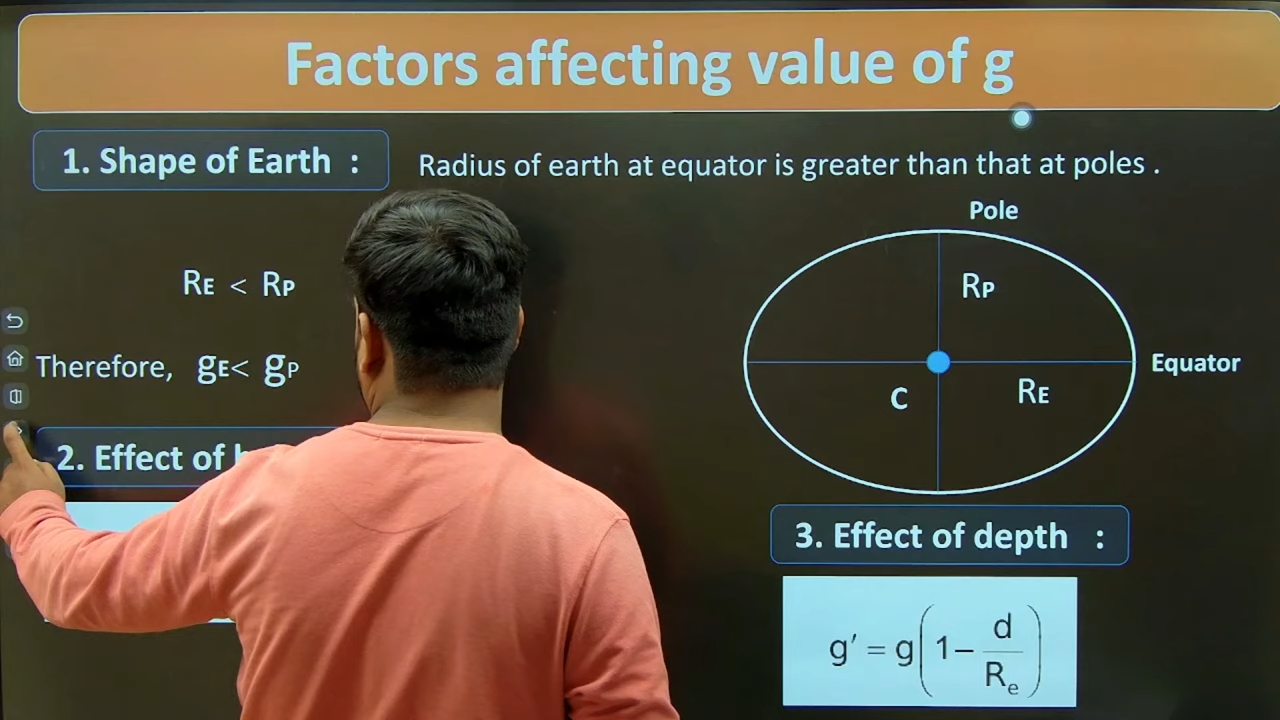 Factors affecting value of g
1. Shape of Earth :
Radius of earth at equator is greater than that at poles .
Pole
RE < RP
RP
Therefore, gE< gP
Equator
C
RE
2. Effect of
3. Effect of depth :
g′ = g(1− d/Re)